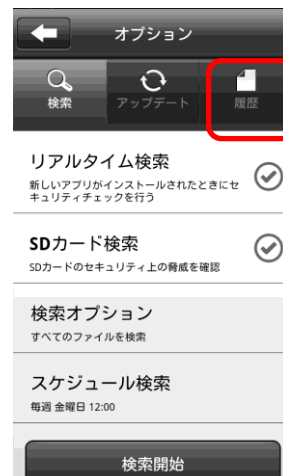 オプション
検索
アップデート
履歴
リアルタイム検索
新しいアプリがインストールされたときにセ
キュリティチェックを行う
SDカード検索
SDカードのセキュリティ上の脅威を確認
検索オプション
すべてのファイルを検索
スケジュール検索
毎週 金曜日 12:00
検索開始